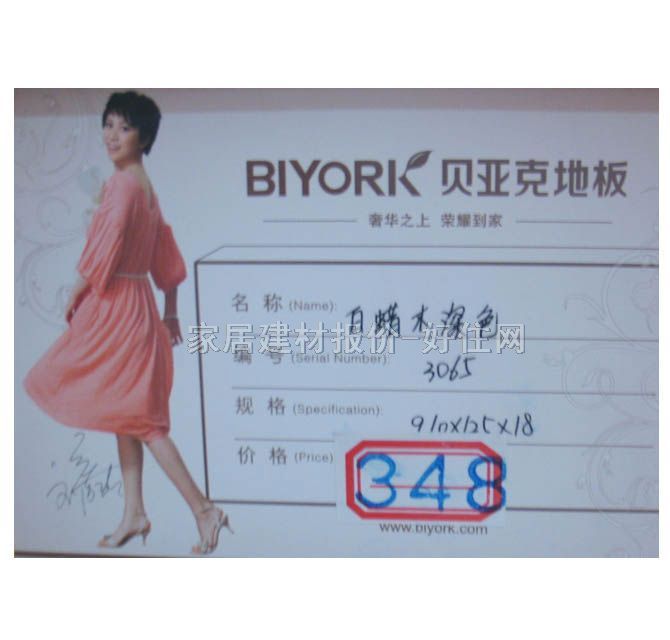 BIYORK 贝亚克地板
奢华之上 荣耀到家
名 称 (Name): 白蜡木深色
家居建材报价-好住网
编 号 (Serial Number): 3065
规 格 (Specification): 910x125x18
价 格 (Price) 348
www.biyork.com